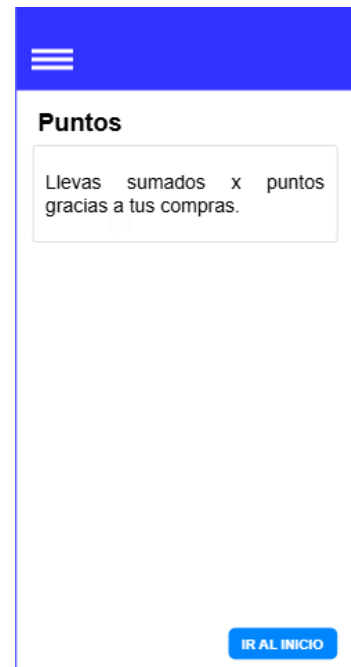 Puntos
Llevas sumados x puntos
gracias a tus compras.
IR AL INICIO